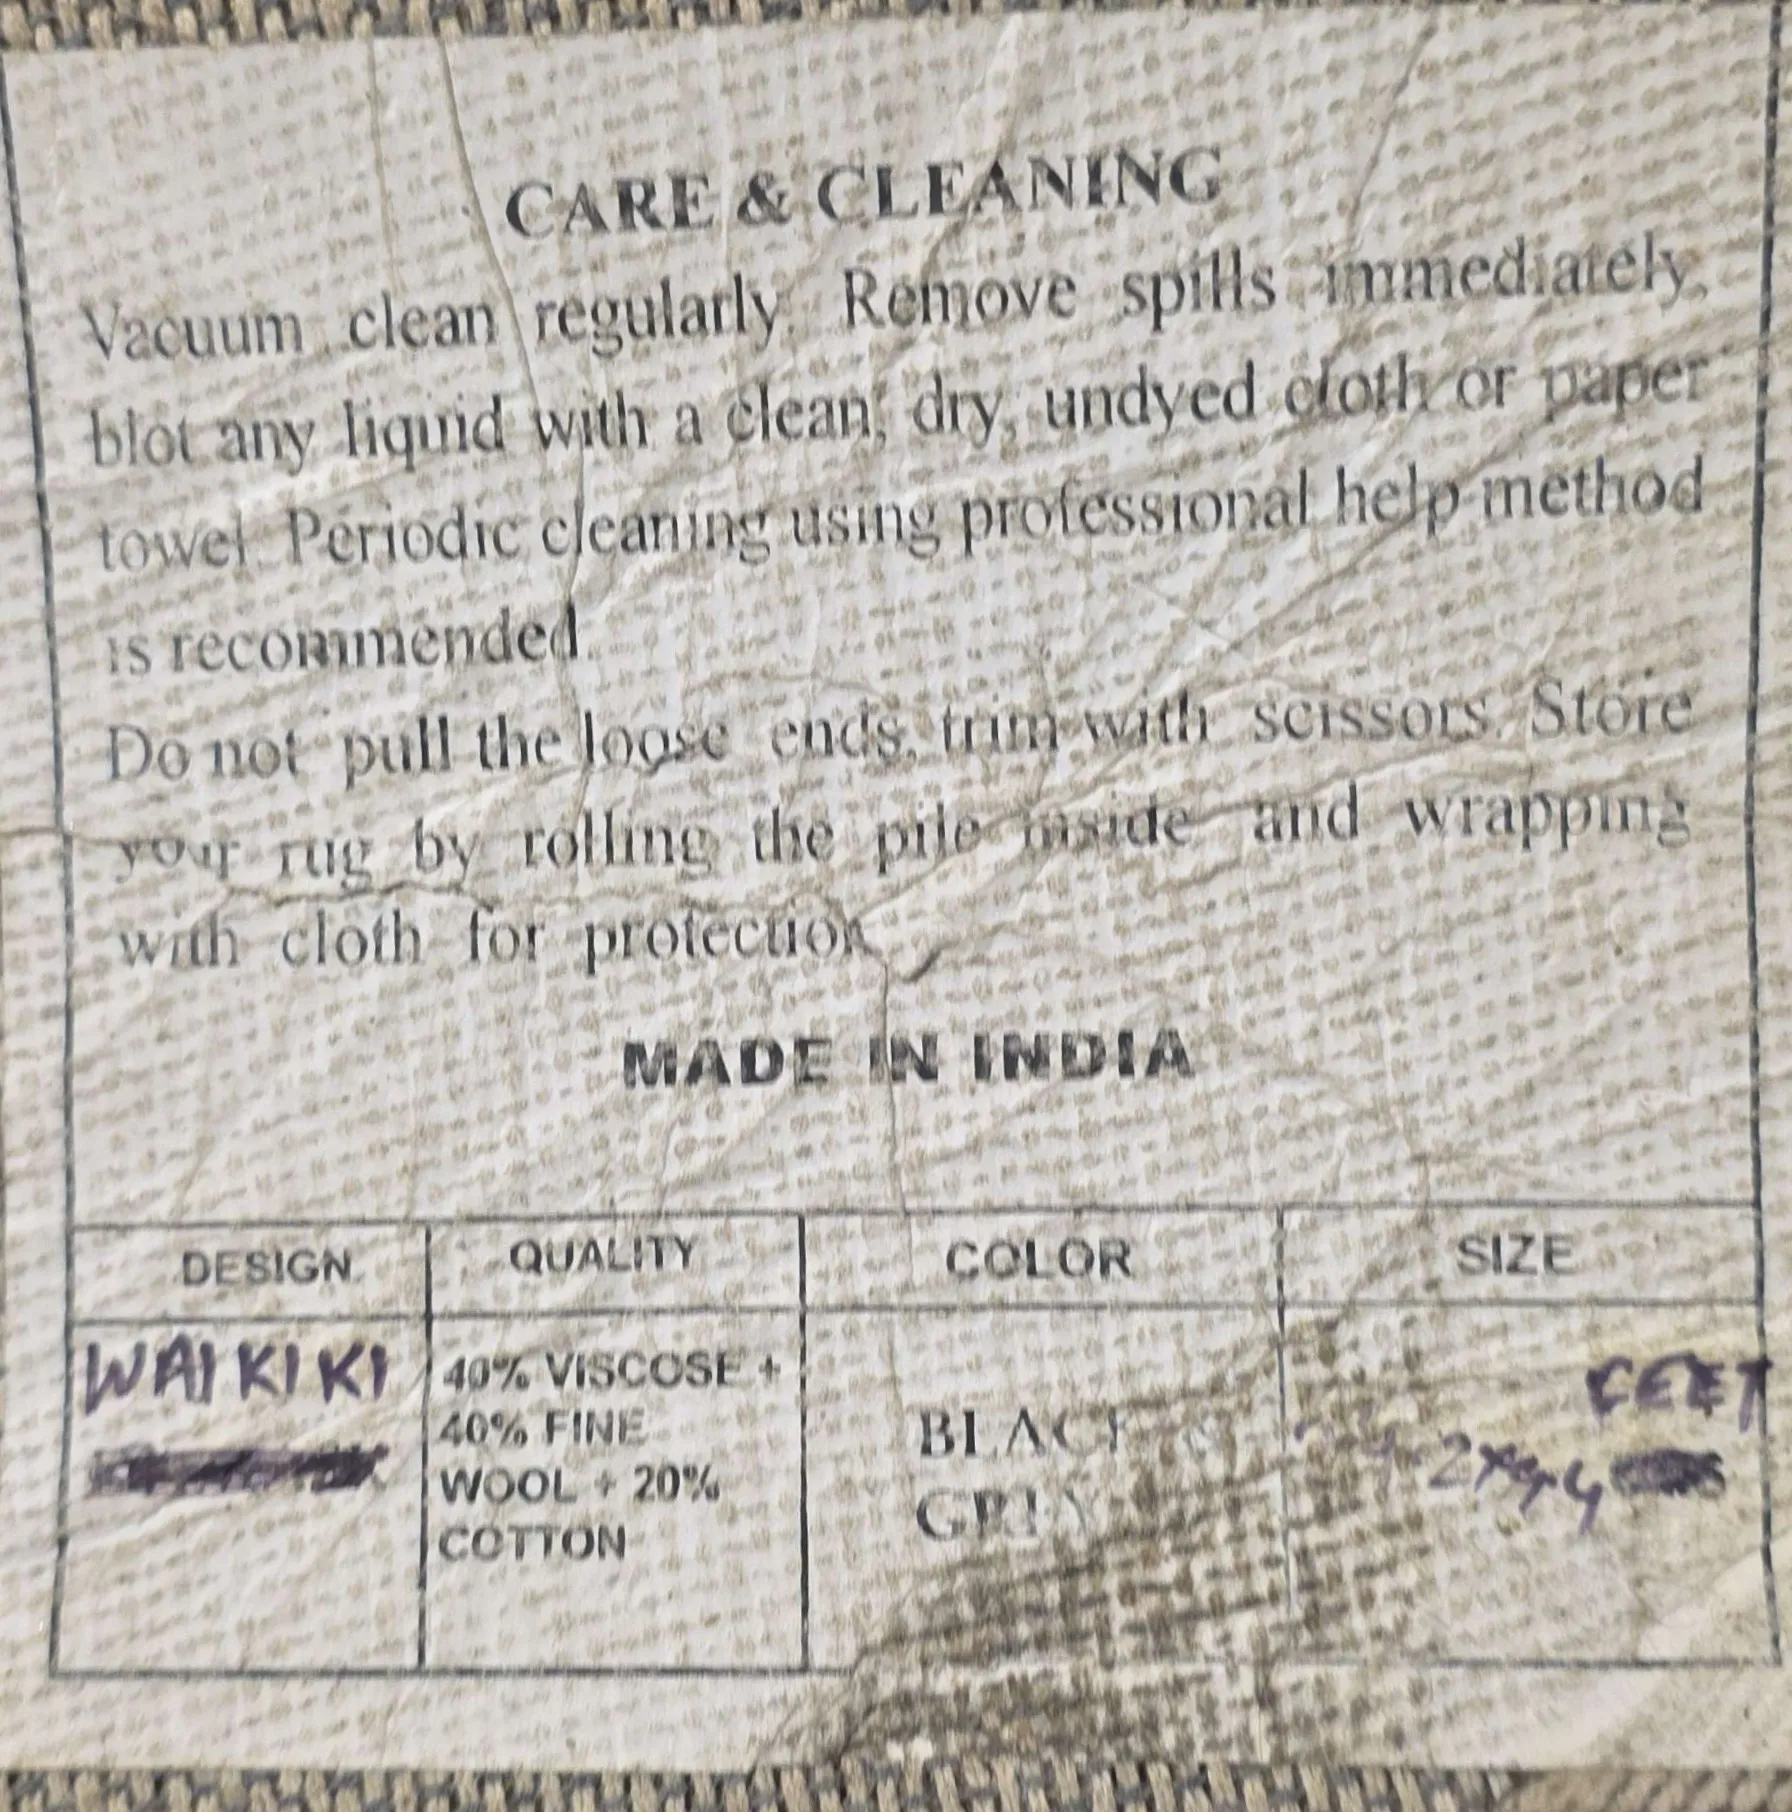 CARE & CLEANING
Vacuum clean regularly. Remove spills immediately,
blot any liquid with a clean, dry, undyed cloth or paper
towel. Periodic cleaning using professional help method
is recommended.
Do not pull the loose ends, trim with scissors. Store
your rug by rolling the pile inside and wrapping
with cloth for protection
MADE IN INDIA
DESIGN QUALITY COLOR SIZE
WAIKIKI
40% VISCOSE +
40% FINE
WOOL + 20%
COTTON
BLACK &
GREY
FEET